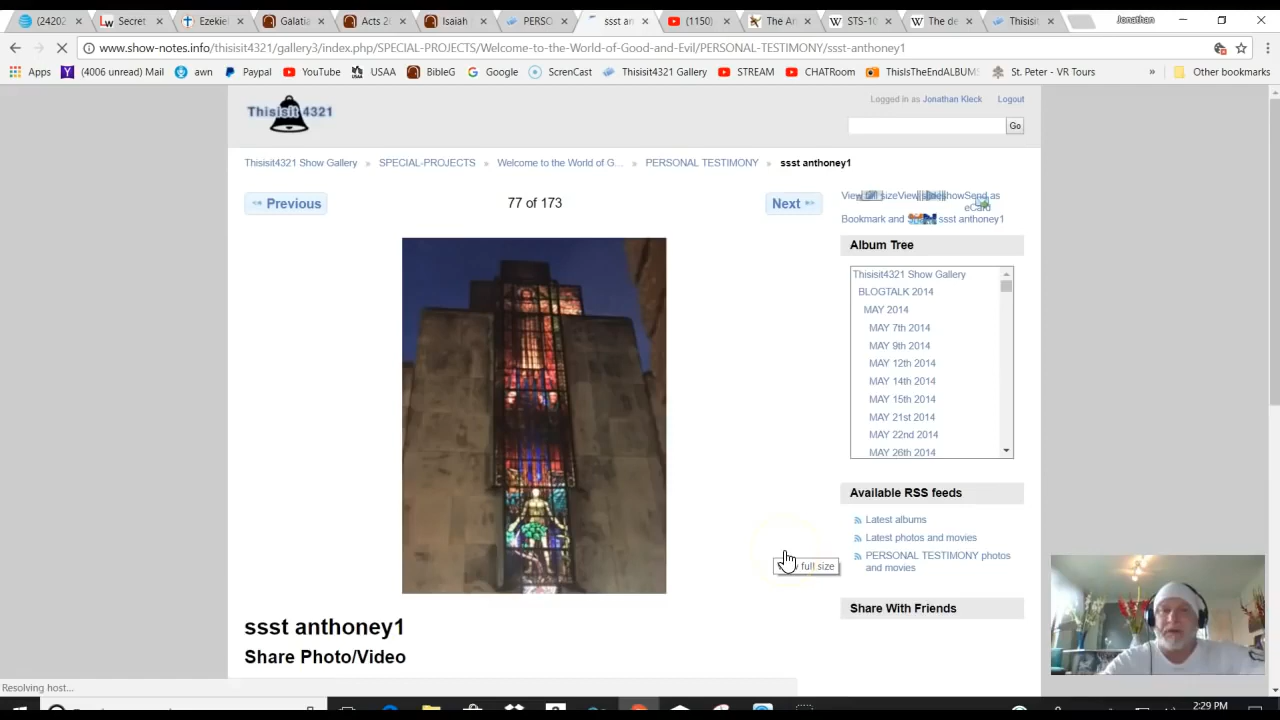 (24202
Secret
Ezekiel
Galatia
Acts 2
Isaiah
PERSO
ssst an
(1150)
The Ar
STS-10
The de
Thisisit
Jonathan
www.show-notes.info/thisisit4321/gallery3/index.php/SPECIAL-PROJECTS/Welcome-to-the-World-of-Good-and-Evil/PERSONAL-TESTIMONY/ssst-anthoney1
Apps
(4006 unread) Mail
awn
Paypal
YouTube
USAA
BibleG
Google
ScrenCast
Thisisit4321 Gallery
STREAM
CHATRoom
ThisIsTheEndALBUM
St. Peter - VR Tours
»
Other bookmarks
Thisisit 4321
Logged in as Jonathan Kleck
Logout
Go
Thisisit4321 Show Gallery » SPECIAL-PROJECTS » Welcome to the World of G... » PERSONAL TESTIMONY » ssst anthoney1
Previous
77 of 173
Next
Bookmark and
ssst anthoney1
Album Tree
Thisisit4321 Show Gallery
BLOGTALK 2014
MAY 2014
MAY 7th 2014
MAY 9th 2014
MAY 12th 2014
MAY 14th 2014
MAY 15th 2014
MAY 21st 2014
MAY 22nd 2014
MAY 26th 2014
Available RSS feeds
Latest albums
Latest photos and movies
PERSONAL TESTIMONY photos
and movies
full size
Share With Friends
ssst anthoney1
Share Photo/Video
Resolving host...
2:29 PM